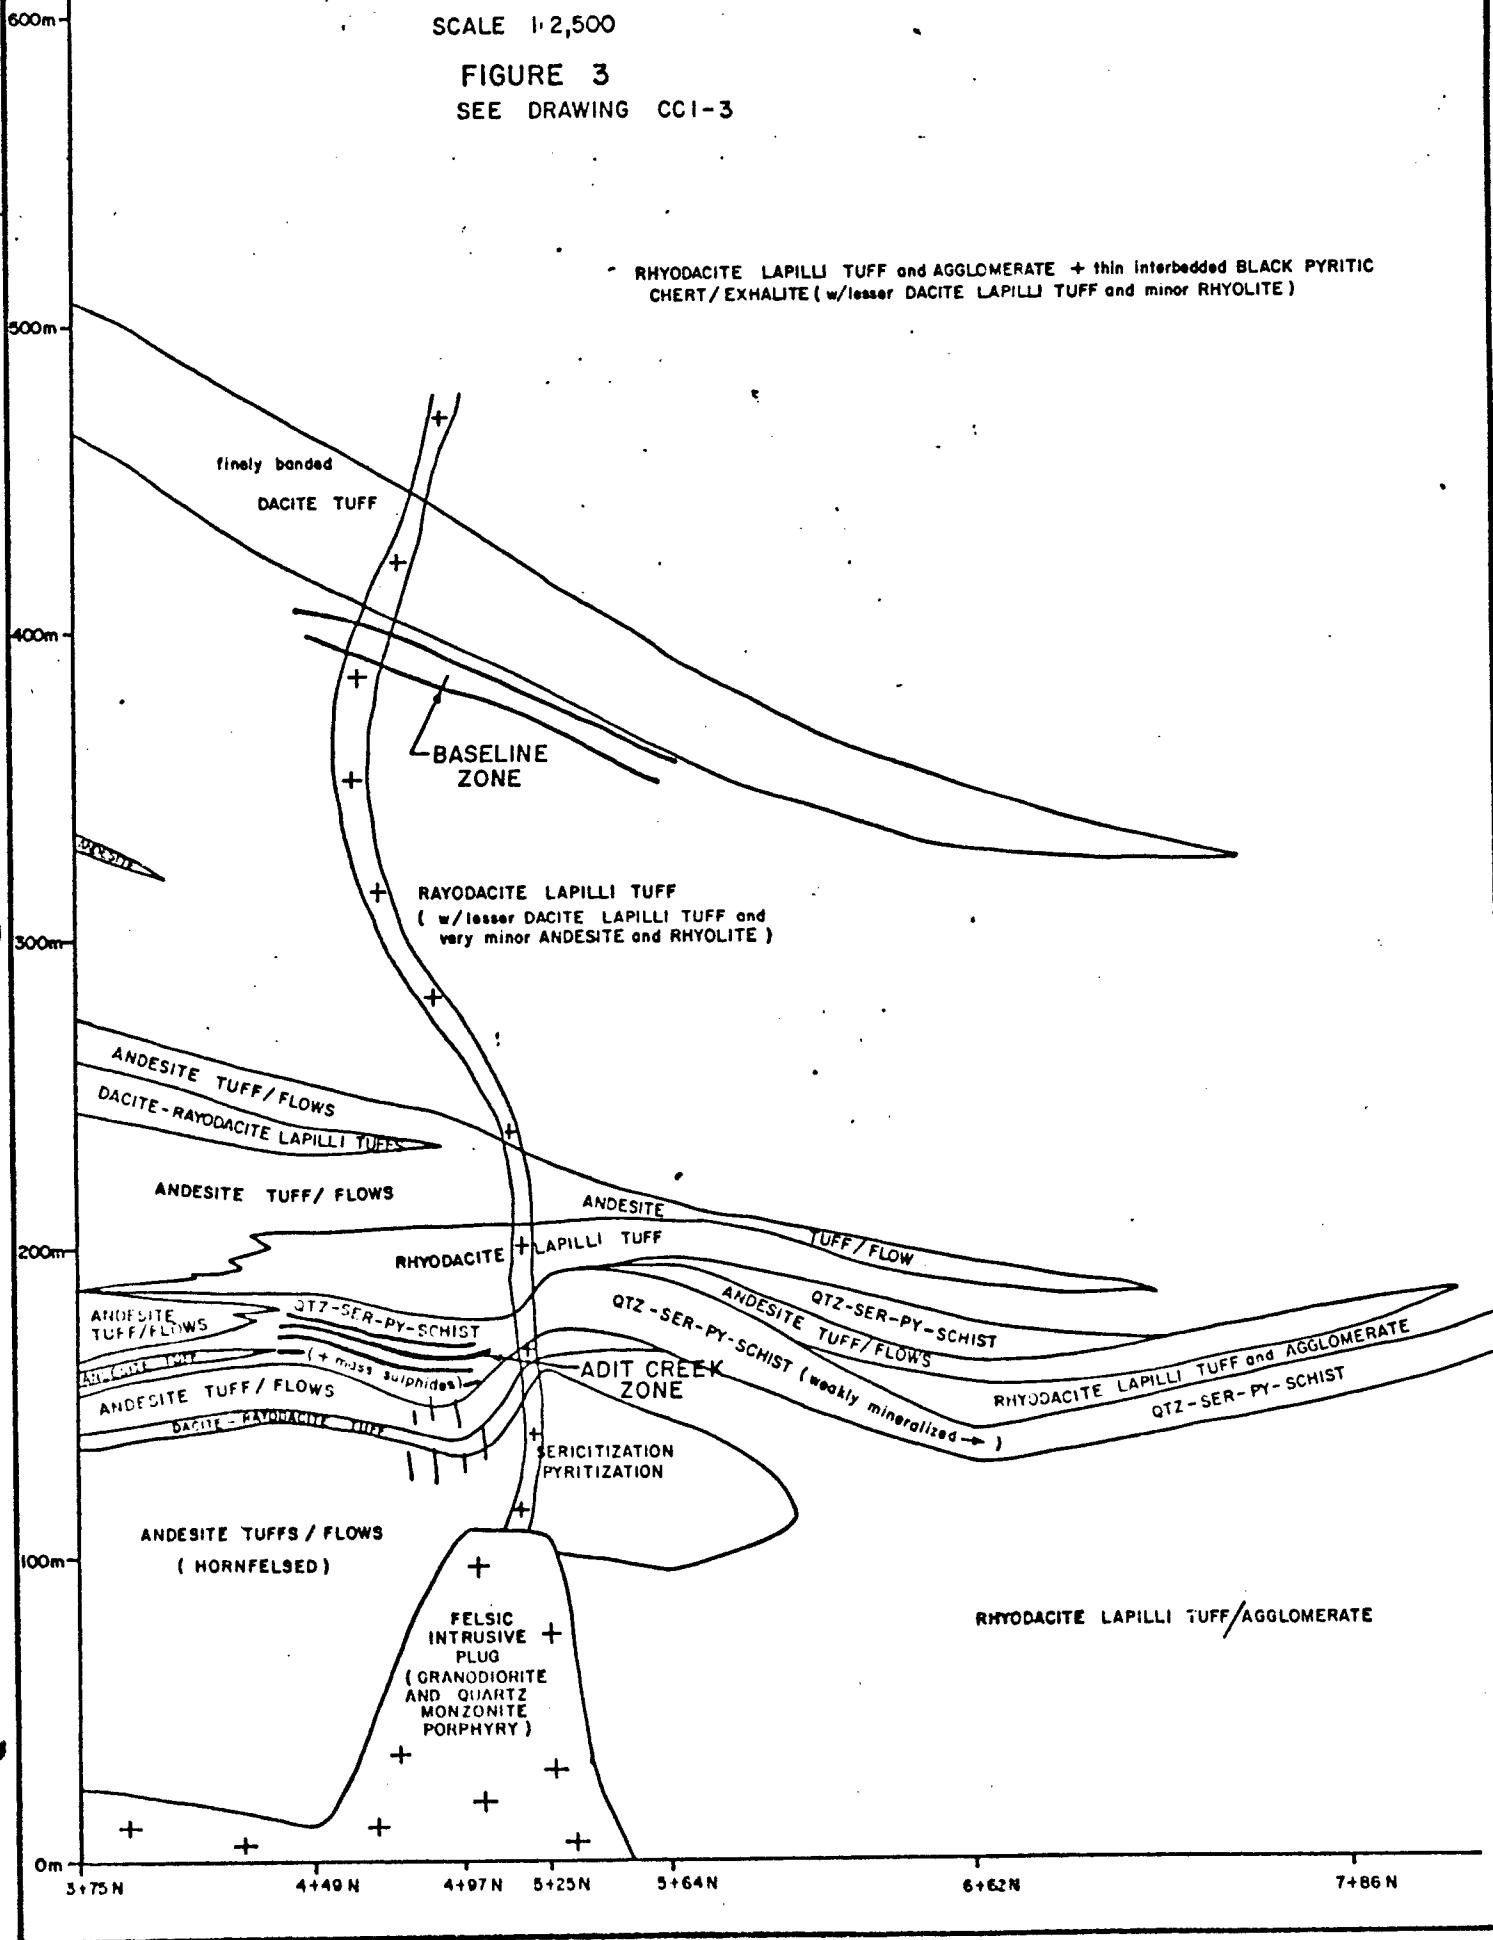 600m
SCALE 1:2,500
FIGURE 3
SEE DRAWING CC1-3
RHYODACITE LAPILLI TUFF and AGGLOMERATE + thin interbedded BLACK PYRITIC
CHERT/EXHALITE (w/lesser DACITE LAPILLI TUFF and minor RHYOLITE)
500m
finely banded
DACITE TUFF
400m
BASELINE
ZONE
ANDESITE
RAYODACITE LAPILLI TUFF
( w/lesser DACITE LAPILLI TUFF and
very minor ANDESITE and RHYOLITE )
300m
ANDESITE TUFF/FLOWS
DACITE-RAYODACITE LAPILLI TUFFS
ANDESITE TUFF/ FLOWS
ANDESITE
TUFF/FLOW
200m
RHYODACITE LAPILLI TUFF
ANDESITE
TUFF/FLOWS
QTZ-SER-PY-SCHIST
(+ mass sulphides)
ANDESITE TUFF
ANDESITE TUFF/FLOWS
DACITE-RAYODACITE TUFF
ADIT CREEK
ZONE
QTZ-SER-PY-SCHIST (weakly mineralized → )
ANDESITE TUFF/FLOWS
QTZ-SER-PY-SCHIST
RHYODACITE LAPILLI TUFF and AGGLOMERATE
QTZ-SER-PY-SCHIST
SERICITIZATION
PYRITIZATION
ANDESITE TUFFS / FLOWS
( HORNFELSED )
100m
FELSIC
INTRUSIVE
PLUG
(GRANODIORITE
AND QUARTZ
MONZONITE
PORPHYRY)
RHYODACITE LAPILLI TUFF/AGGLOMERATE
0m
3+75N
4+49N
4+97N
5+25N
5+64N
6+62N
7+86N